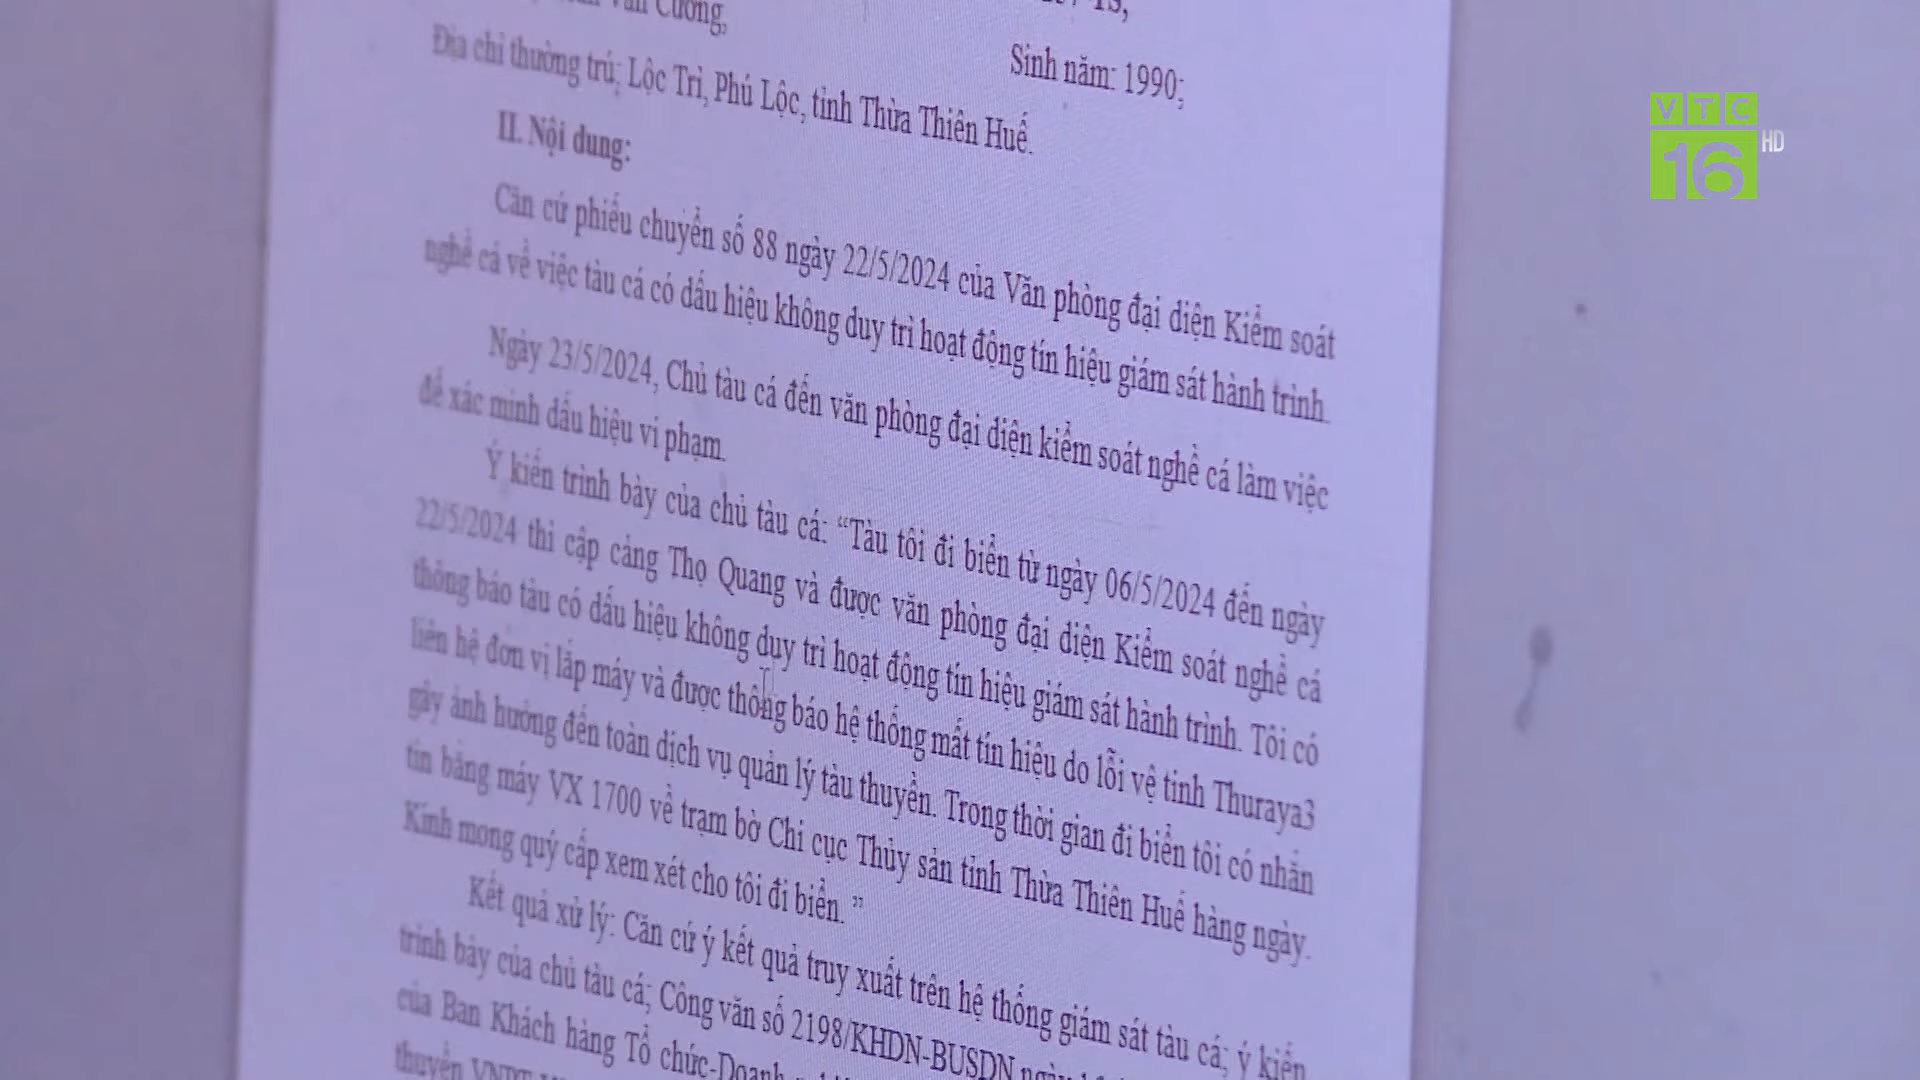 Văn Cường,
Sinh năm: 1990;
Địa chỉ thường trú; Lộc Trì, Phú Lộc, tỉnh Thừa Thiên Huế.
II. Nội dung:
Căn cứ phiếu chuyển số 88 ngày 22/5/2024 của Văn phòng đại diện Kiểm soát
nghề cá về việc tàu cá có dấu hiệu không duy trì hoạt động tín hiệu giám sát hành trình.
Ngày 23/5/2024, Chủ tàu cá đến văn phòng đại diện kiểm soát nghề cá làm việc
để xác minh dấu hiệu vi phạm.
Ý kiến trình bày của chủ tàu cá: “Tàu tôi đi biển từ ngày 06/5/2024 đến ngày
22/5/2024 thì cập cảng Thọ Quang và được văn phòng đại diện Kiểm soát nghề cá
thông báo tàu có dấu hiệu không duy trì hoạt động tín hiệu giám sát hành trình. Tôi có
liên hệ đơn vị lắp máy và được thông báo hệ thống mất tín hiệu do lỗi vệ tinh Thuraya3
gây ảnh hưởng đến toàn dịch vụ quản lý tàu thuyền. Trong thời gian đi biển tôi có nhắn
tin bằng máy VX 1700 về trạm bờ Chi cục Thủy sản tỉnh Thừa Thiên Huế hàng ngày.
Kính mong quý cấp xem xét cho tôi đi biển. ”
Kết quả xử lý: Căn cứ ý kết quả truy xuất trên hệ thống giám sát tàu cá; ý kiến
trình bày của chủ tàu cá; Công văn số 2198/KHDN-BUSDN ngày
của Ban Khách hàng Tổ chức-Doanh
thuyền
VTC
16 HD